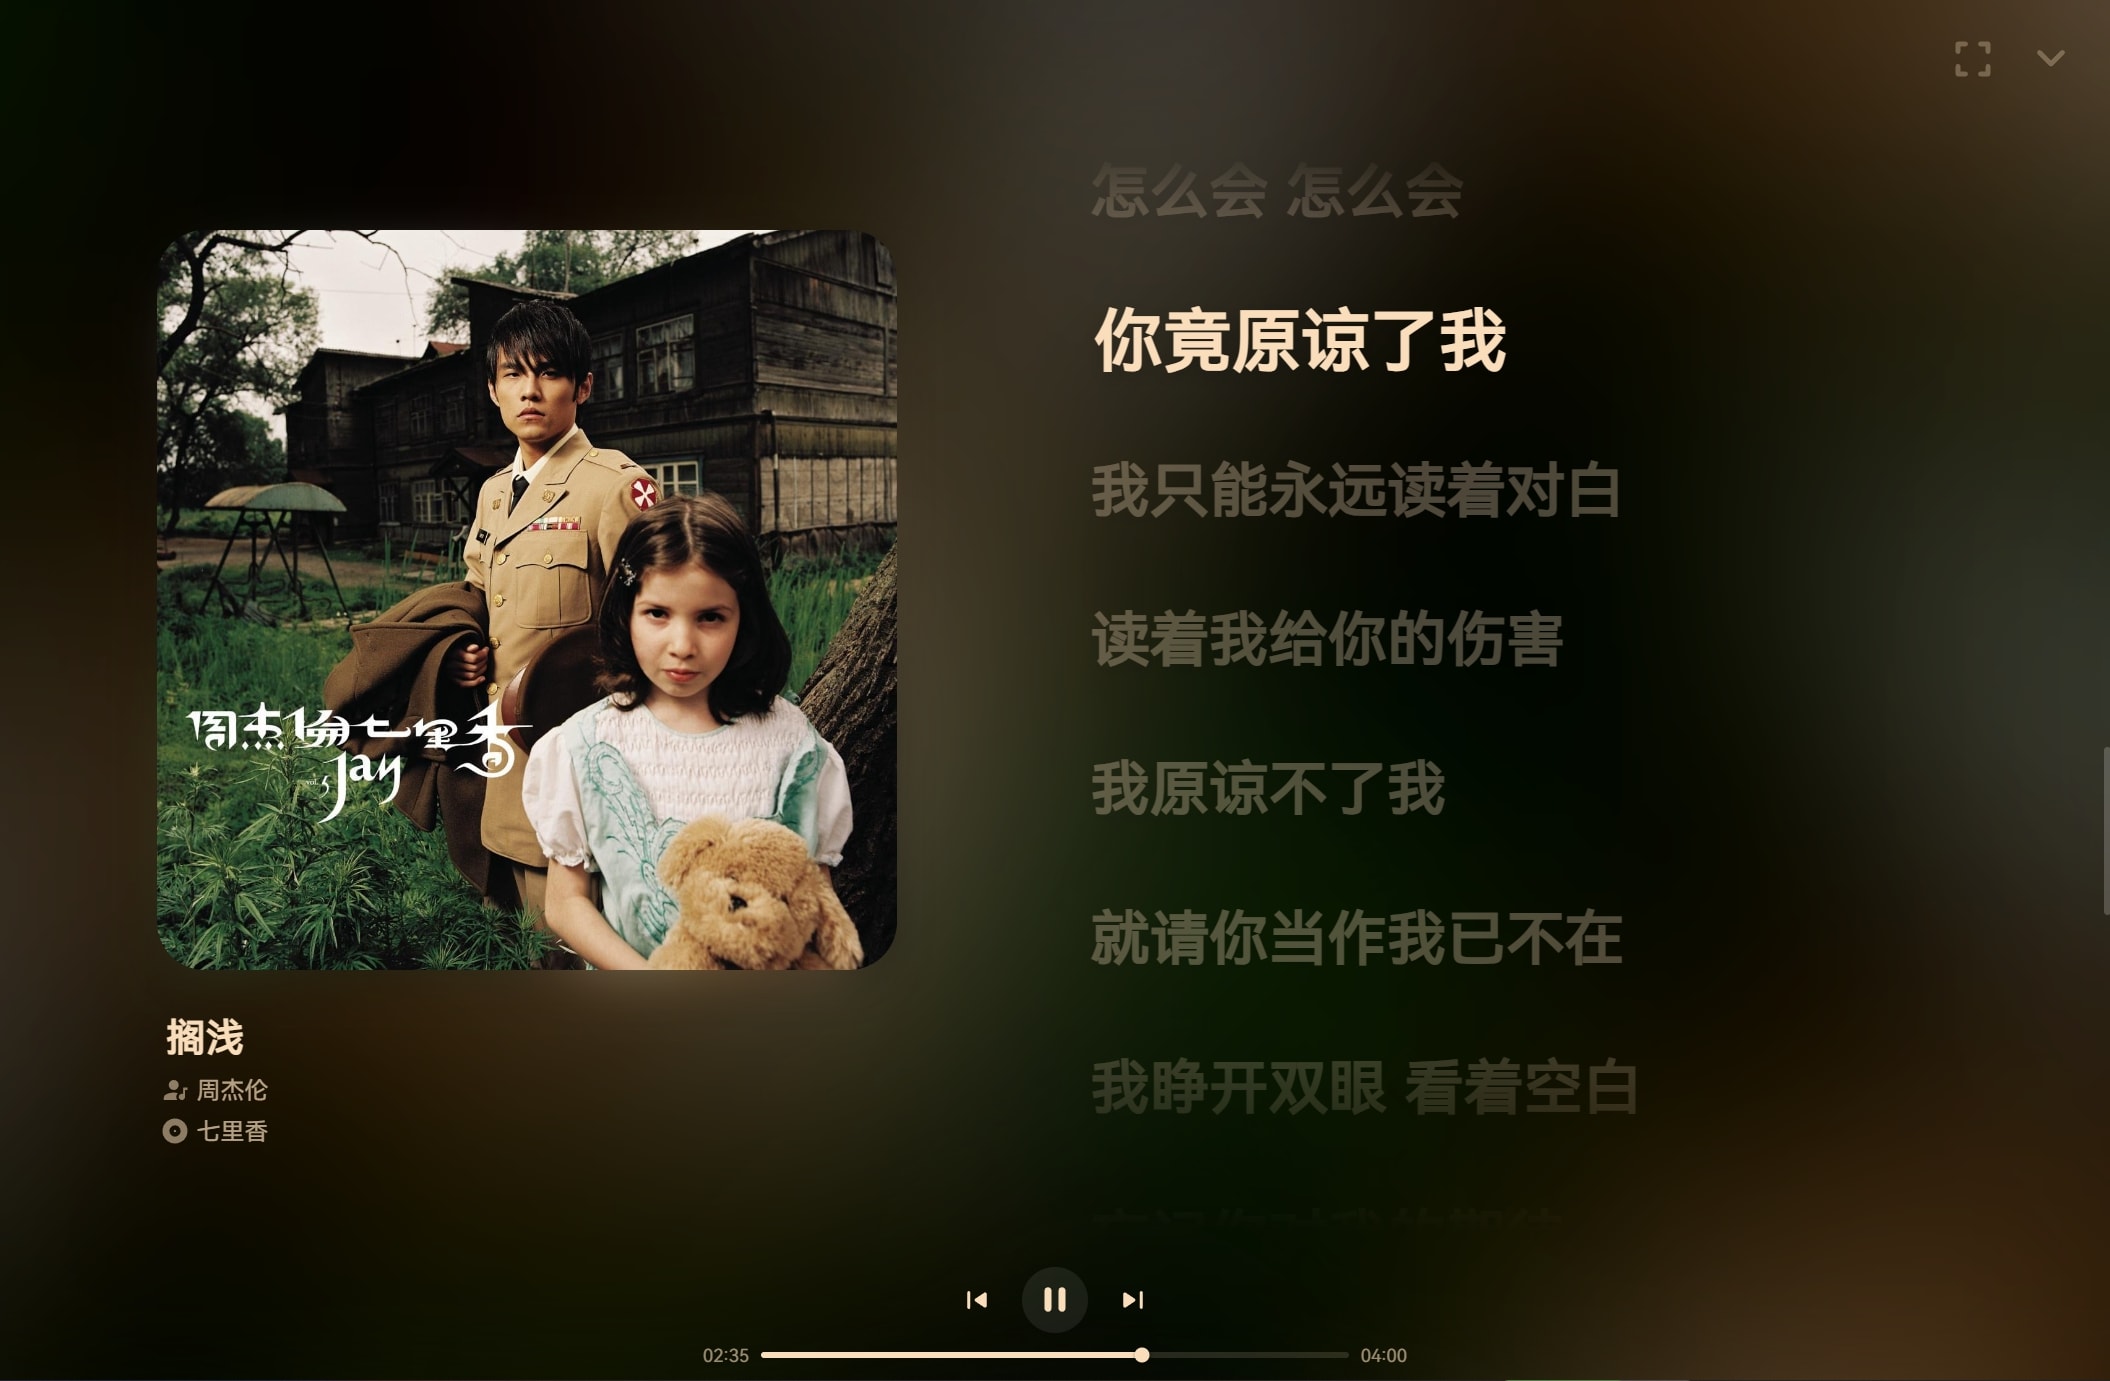 怎么会 怎么会
你竟原谅了我
我只能永远读着对白
读着我给你的伤害
我原谅不了我
就请你当作我已不在
我睁开双眼 看着空白
周杰倫七里香
vol.5 Jay
搁浅
周杰伦
七里香
02:35
04:00